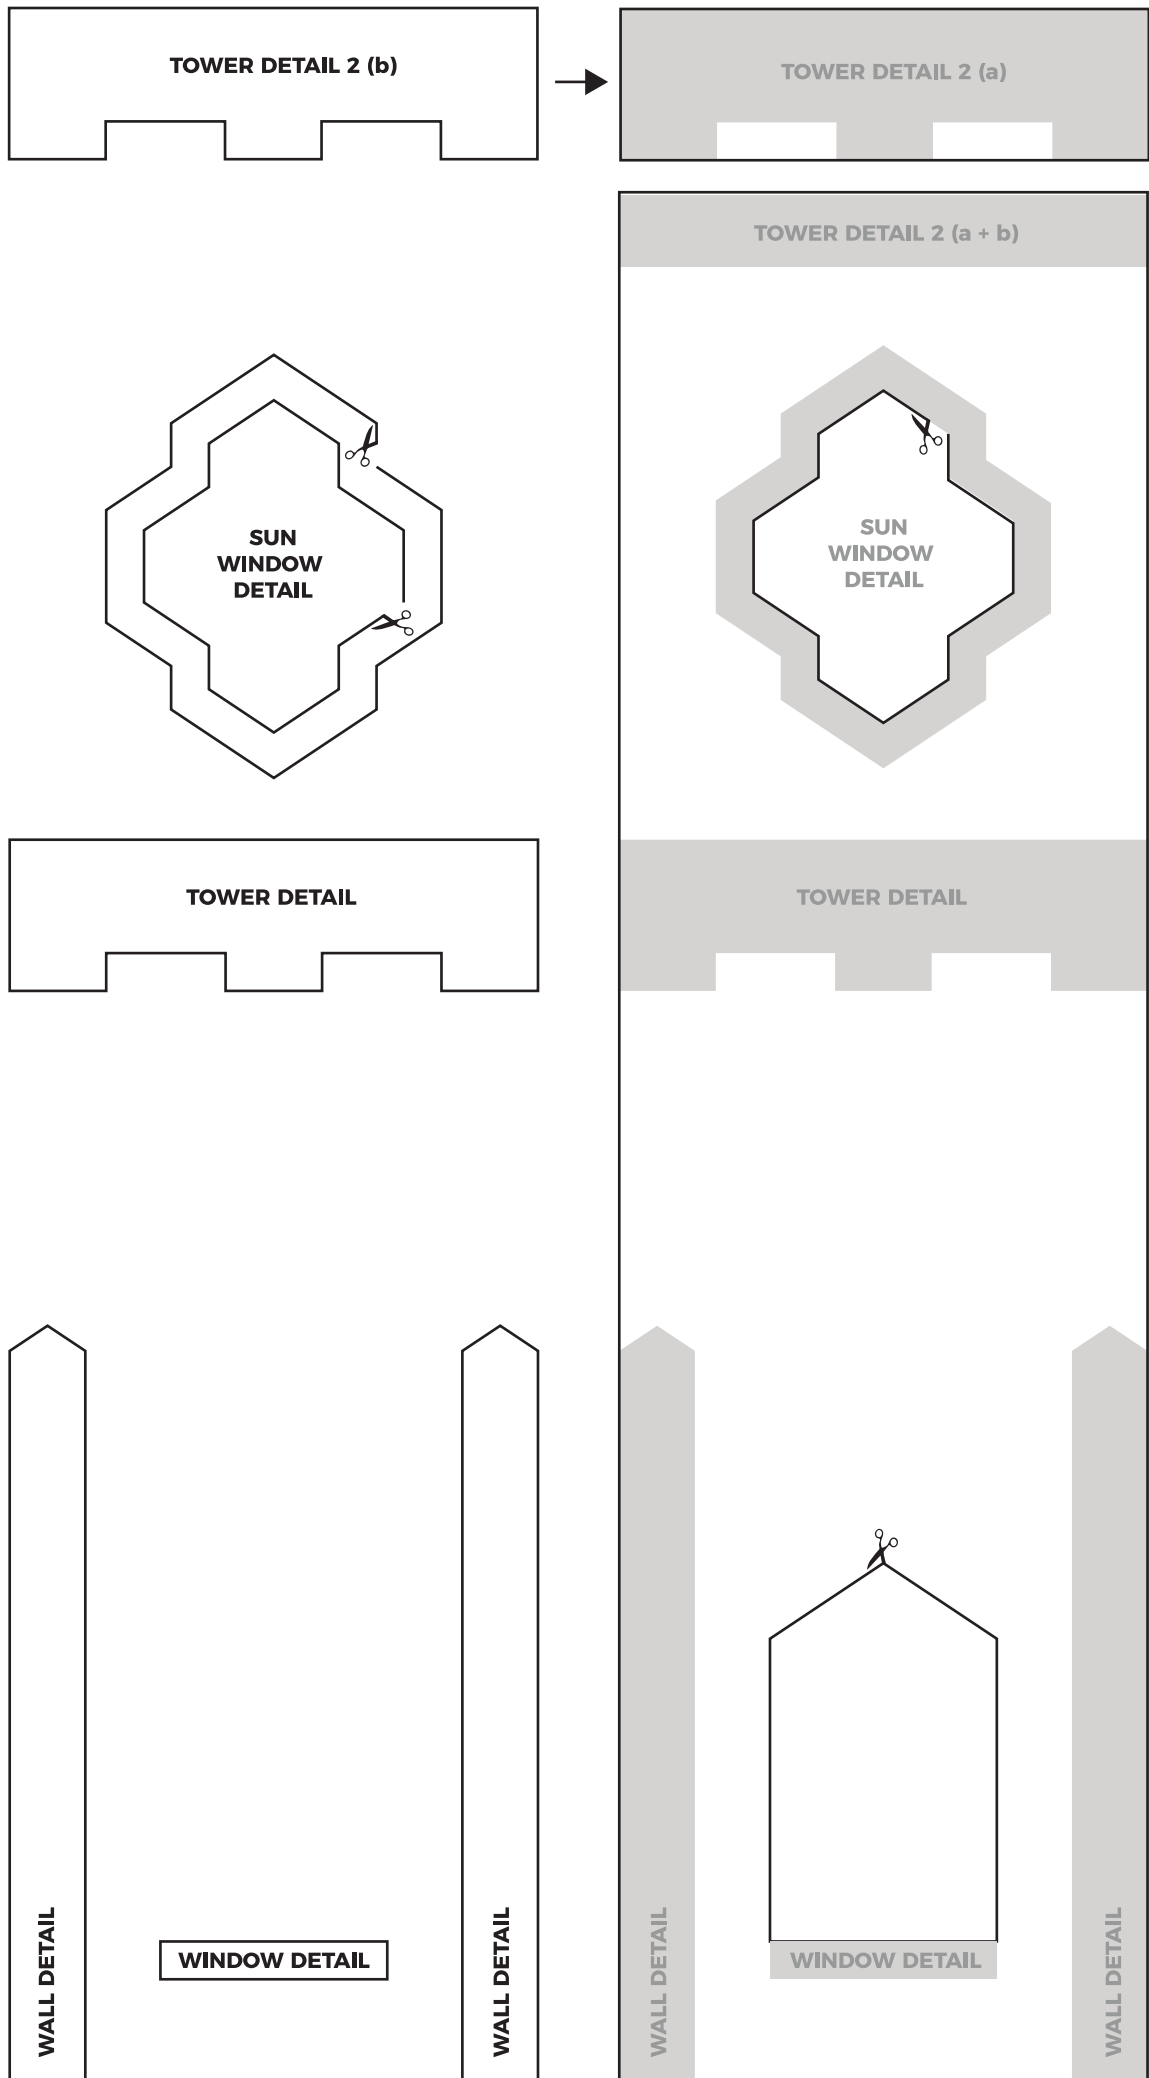 TOWER DETAIL 2 (b)
TOWER DETAIL 2 (a)
TOWER DETAIL 2 (a + b)
SUN
WINDOW
DETAIL
SUN
WINDOW
DETAIL
TOWER DETAIL
TOWER DETAIL
WALL DETAIL
WINDOW DETAIL
WALL DETAIL
WALL DETAIL
WINDOW DETAIL
WALL DETAIL